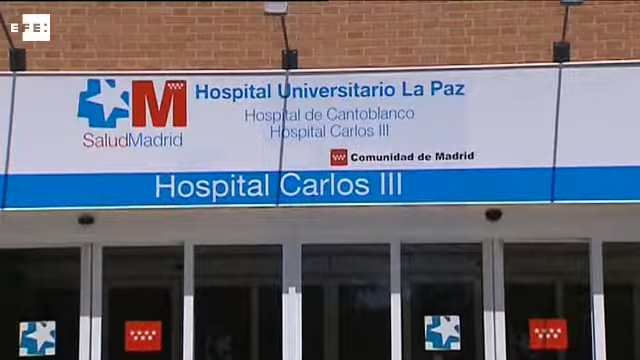 EFE:
Hospital Universitario La Paz
Hospital de Cantoblanco
Hospital Carlos III
M
SaludMadrid
Comunidad de Madrid
Hospital Carlos III